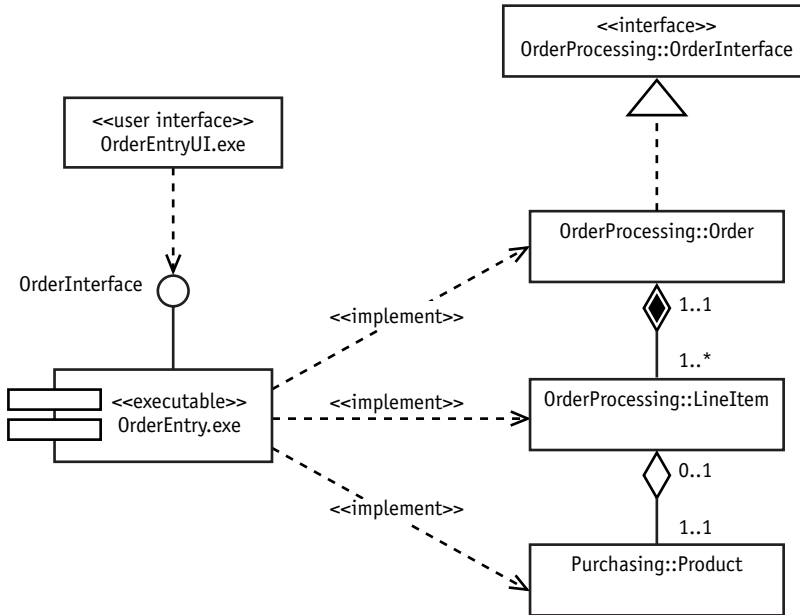 <<interface>>
OrderProcessing::OrderInterface
<<user interface>>
OrderEntryUI.exe
OrderProcessing::Order
OrderInterface
1..1
<<implement>>
1..*
<<executable>>
OrderEntry.exe
<<implement>>
OrderProcessing::LineItem
0..1
<<implement>>
1..1
Purchasing::Product